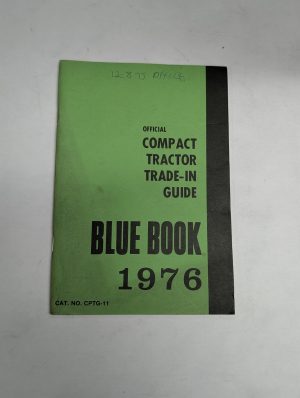 OFFICIAL
COMPACT
TRACTOR
TRADE-IN
GUIDE
BLUE BOOK
1976
CAT. NO. CPTG-11